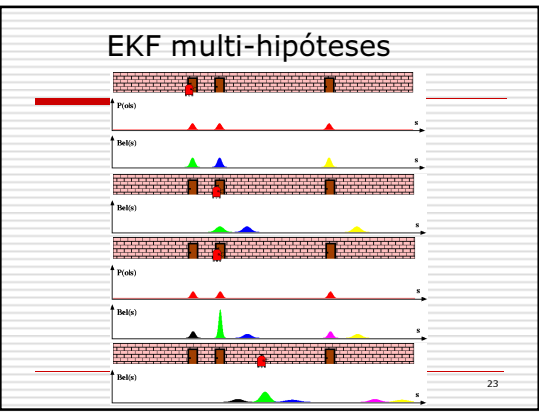 EKF multi-hipóteses
P(o|s)
s
Bel(s)
s
Bel(s)
s
P(o|s)
s
Bel(s)
s
Bel(s)
s
23